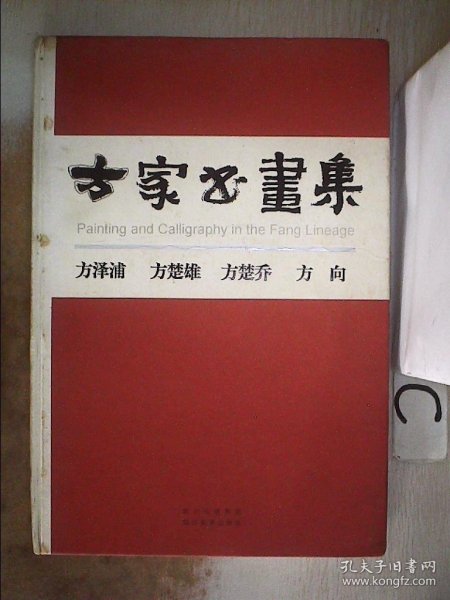 方家书畫集
Painting and Calligraphy in the Fang Lineage
方泽浦 方楚雄 方楚乔 方 向
C
孔夫子旧书网
www.kongfz.com